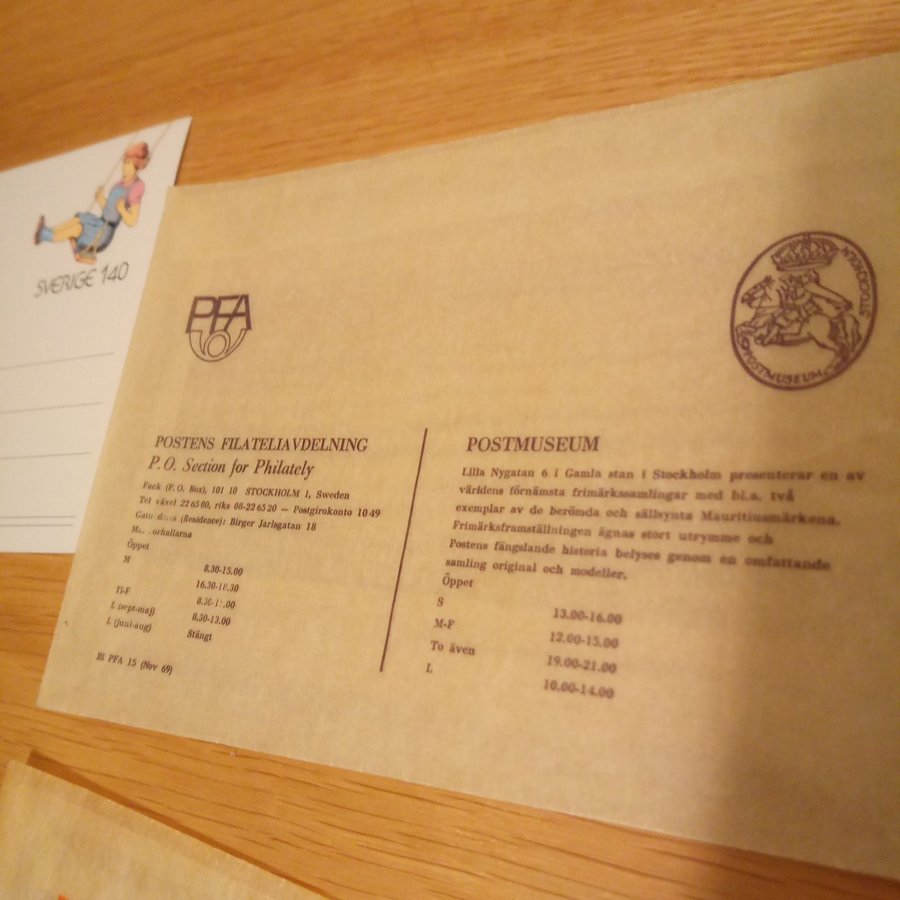 SVERIGE 140
PFA
POSTENS FILATELIAVDELNING
P. O. Section for Philately
Fack (P. O. Box), 101 10 STOCKHOLM 1, Sweden
Tel växel 22 65 00, riks 08-22 65 20 — Postgirokonto 10 49
(Residence): Birger Jarlsgatan 18
Öppet
M 8.30-15.00
16.30-18.30
Ti-F
L (sept-maj) 8.30-13.00
L (juni-aug) Stängt
Bl PFA 15 (Nov 69)
STOCKHOLM
POSTMUSEUM
POSTMUSEUM
Lilla Nygatan 6 i Gamla stan i Stockholm presenterar en av
världens förnämsta frimärkssamlingar med bl.a. två
exemplar av de berömda och sällsynta Mauritiusmärkena.
Frimärksframställningen ägnas stort utrymme och
Postens fängslande historia belyses genom en omfattande
samling original och modeller.
Öppet
S 13.00-16.00
M-F 12.00-15.00
To även 19.00-21.00
L 10.00-14.00